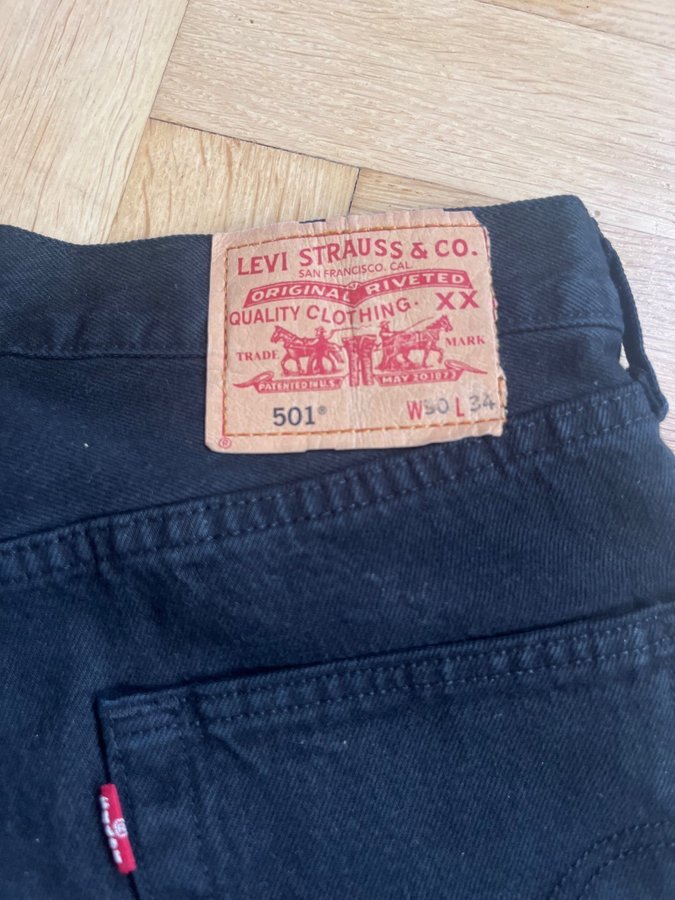 LEVI STRAUSS & CO.
SAN FRANCISCO, CAL.
ORIGINAL RIVETED
QUALITY CLOTHING. XX
TRADE MARK
PATENTED IN U.S. MAY 20 187
501® W30 L34
®